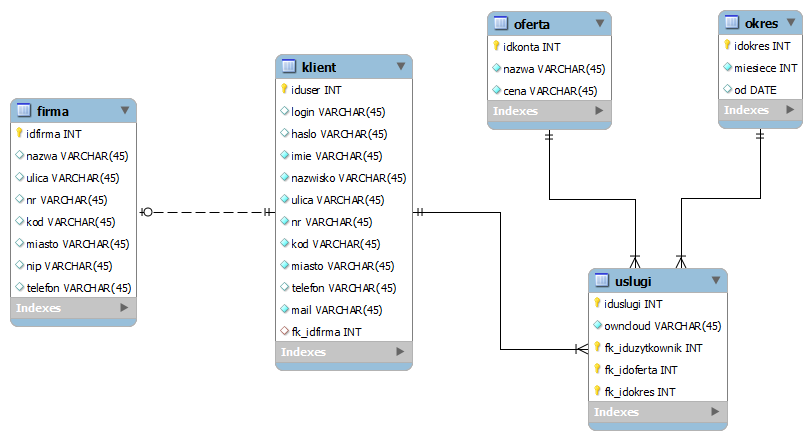 firma
idfirma INT
nazwa VARCHAR(45)
ulica VARCHAR(45)
nr VARCHAR(45)
kod VARCHAR(45)
miasto VARCHAR(45)
nip VARCHAR(45)
telefon VARCHAR(45)
Indexes
klient
iduser INT
login VARCHAR(45)
haslo VARCHAR(45)
imie VARCHAR(45)
nazwisko VARCHAR(45)
ulica VARCHAR(45)
nr VARCHAR(45)
kod VARCHAR(45)
miasto VARCHAR(45)
telefon VARCHAR(45)
mail VARCHAR(45)
fk_idfirma INT
Indexes
oferta
idkonta INT
nazwa VARCHAR(45)
cena VARCHAR(45)
Indexes
okres
idokres INT
miesiece INT
od DATE
Indexes
uslugi
iduslugi INT
owncloud VARCHAR(45)
fk_iduzytkownik INT
fk_idoferta INT
fk_idokres INT
Indexes